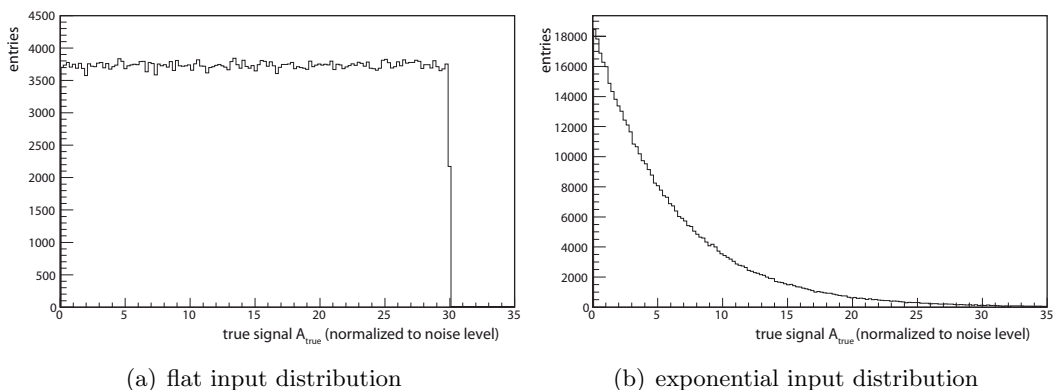 4500
4000
3500
3000
2500
2000
1500
1000
500
0
entries
0 5 10 15 20 25 30 35
true signal A_true (normalized to noise level)
(a) flat input distribution
18000
16000
14000
12000
10000
8000
6000
4000
2000
0
entries
0 5 10 15 20 25 30 35
true signal A_true (normalized to noise level)
(b) exponential input distribution